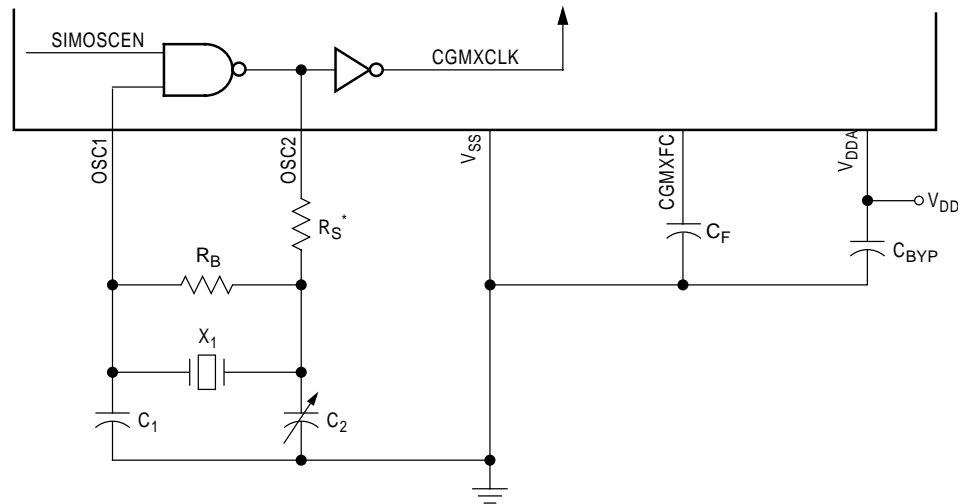 SIMOSCEN
CGMXCLK
OSC1
OSC2
VSS
CGMXFC
VDDA
VDD
RS*
CF
CBYP
RB
X1
C1
C2